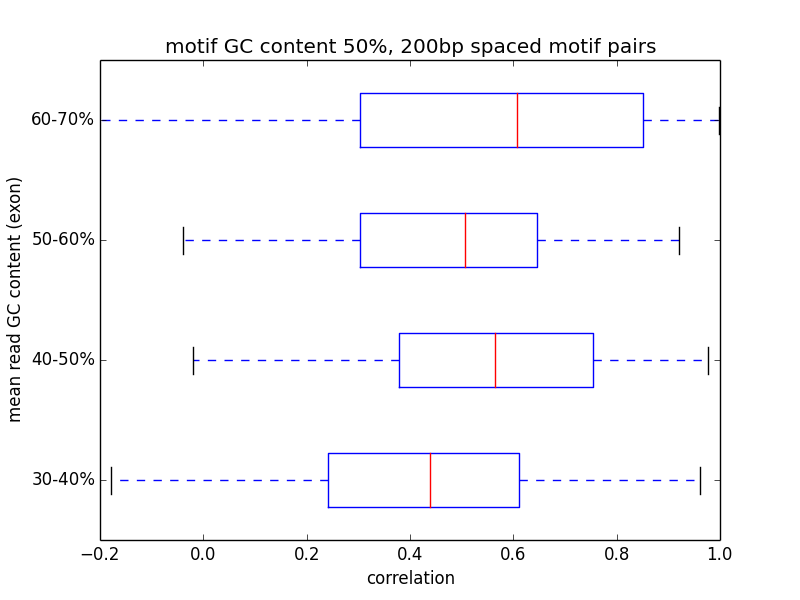 motif GC content 50%, 200bp spaced motif pairs
mean read GC content (exon)
60-70%
50-60%
40-50%
30-40%
−0.2 0.0 0.2 0.4 0.6 0.8 1.0
correlation